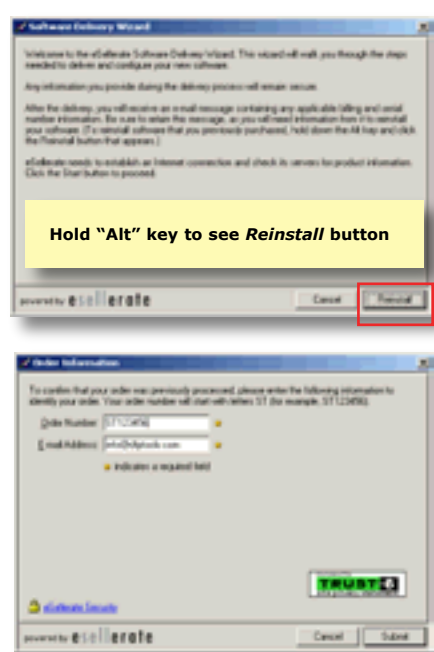 Software Delivery Wizard
Welcome to the eSellerate Software Delivery Wizard. This wizard will walk you through the steps
needed to deliver and configure your new software.
Any information you provide during the delivery process will remain secure.
After the delivery, you will receive an e-mail message containing any applicable billing and serial
number information. Be sure to retain this message, as you will need information from it to reinstall
your software. (To reinstall software that you previously purchased, hold down the Alt key and click
the Reinstall button that appears.)
eSellerate needs to establish an Internet connection and check its servers for product information.
Click the Start button to proceed.
Hold “Alt” key to see Reinstall button
powered by esellerate
Cancel
Reinstall
Order Information
To confirm that your order was previously processed, please enter the following information to
identify your order. Your order number will start with letters ST (for example, ST123456).
Order Number: ST123456
E-mail Address:
indicates a required field
TRUSTe
eSellerate Security
powered by esellerate
Cancel
Submit